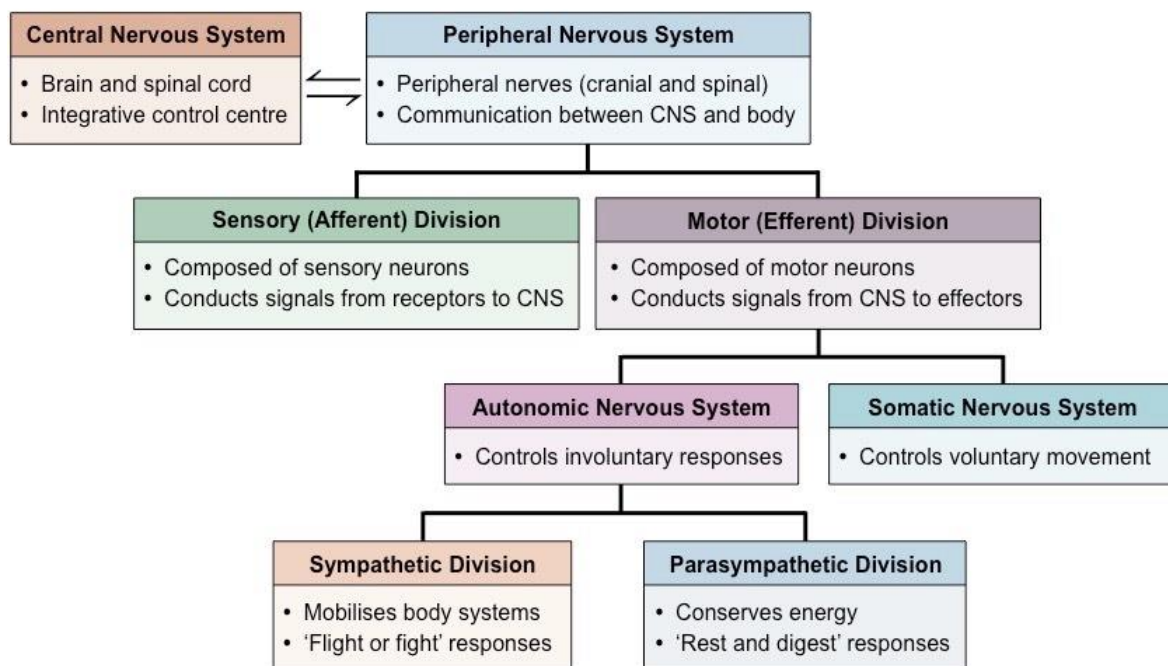 Central Nervous System
• Brain and spinal cord
• Integrative control centre
Peripheral Nervous System
• Peripheral nerves (cranial and spinal)
• Communication between CNS and body
Sensory (Afferent) Division
• Composed of sensory neurons
• Conducts signals from receptors to CNS
Motor (Efferent) Division
• Composed of motor neurons
• Conducts signals from CNS to effectors
Autonomic Nervous System
• Controls involuntary responses
Somatic Nervous System
• Controls voluntary movement
Sympathetic Division
• Mobilises body systems
• ‘Flight or fight’ responses
Parasympathetic Division
• Conserves energy
• ‘Rest and digest’ responses